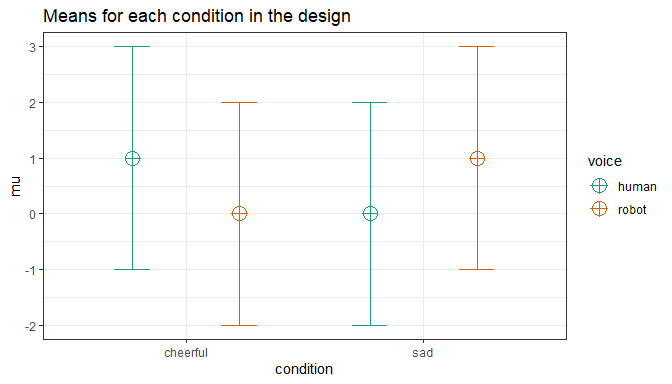 Means for each condition in the design
3
2
1
0
-1
-2
mu
cheerful
sad
condition
voice
human
robot